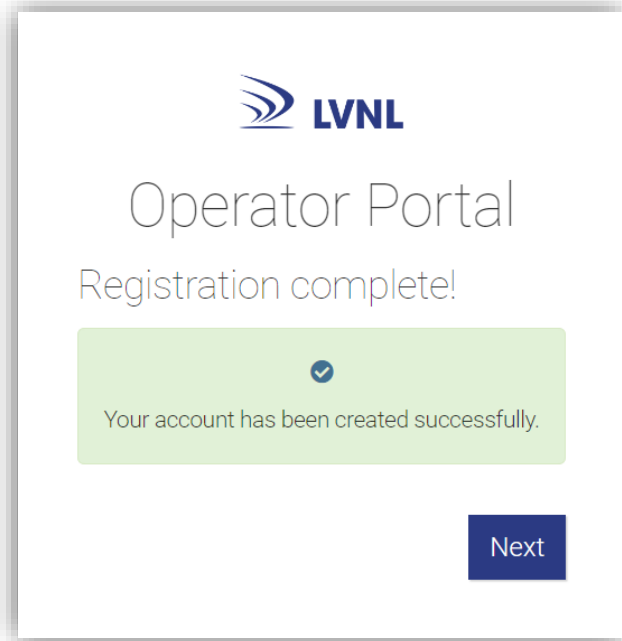 LVNL
Operator Portal
Registration complete!
Your account has been created successfully.
Next